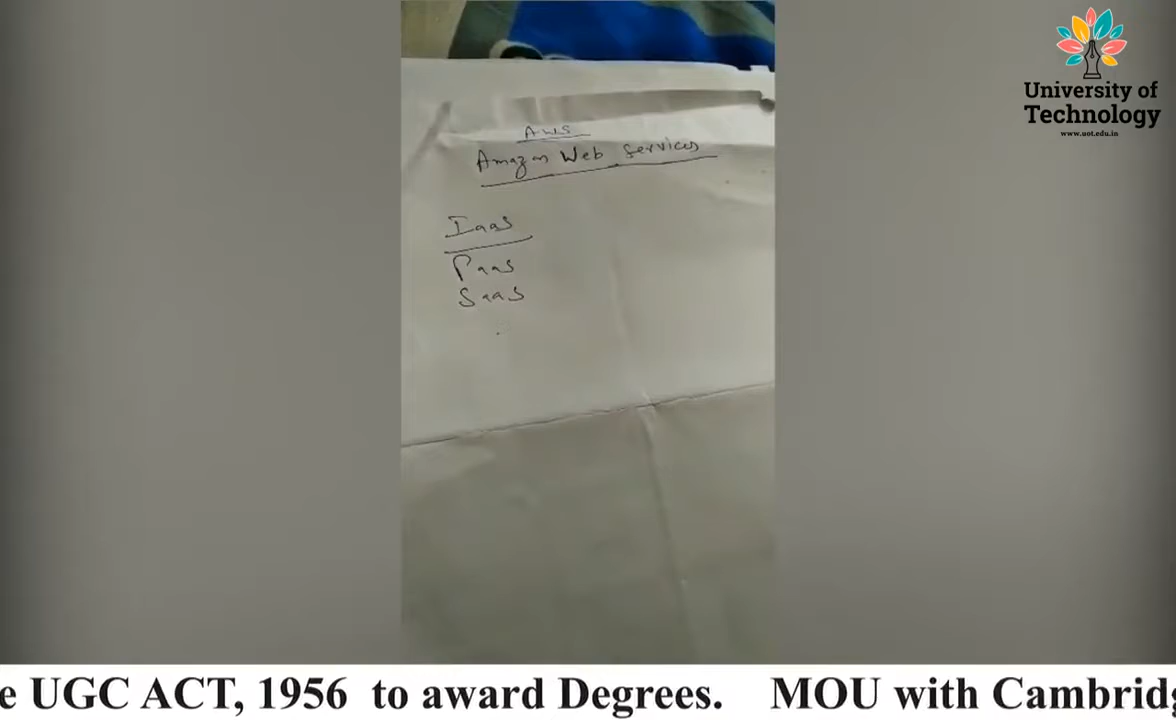 University of
Technology
www.uot.edu.in
AWS
Amazon Web Services
IaaS
PaaS
SaaS
e UGC ACT, 1956 to award Degrees. MOU with Cambridg